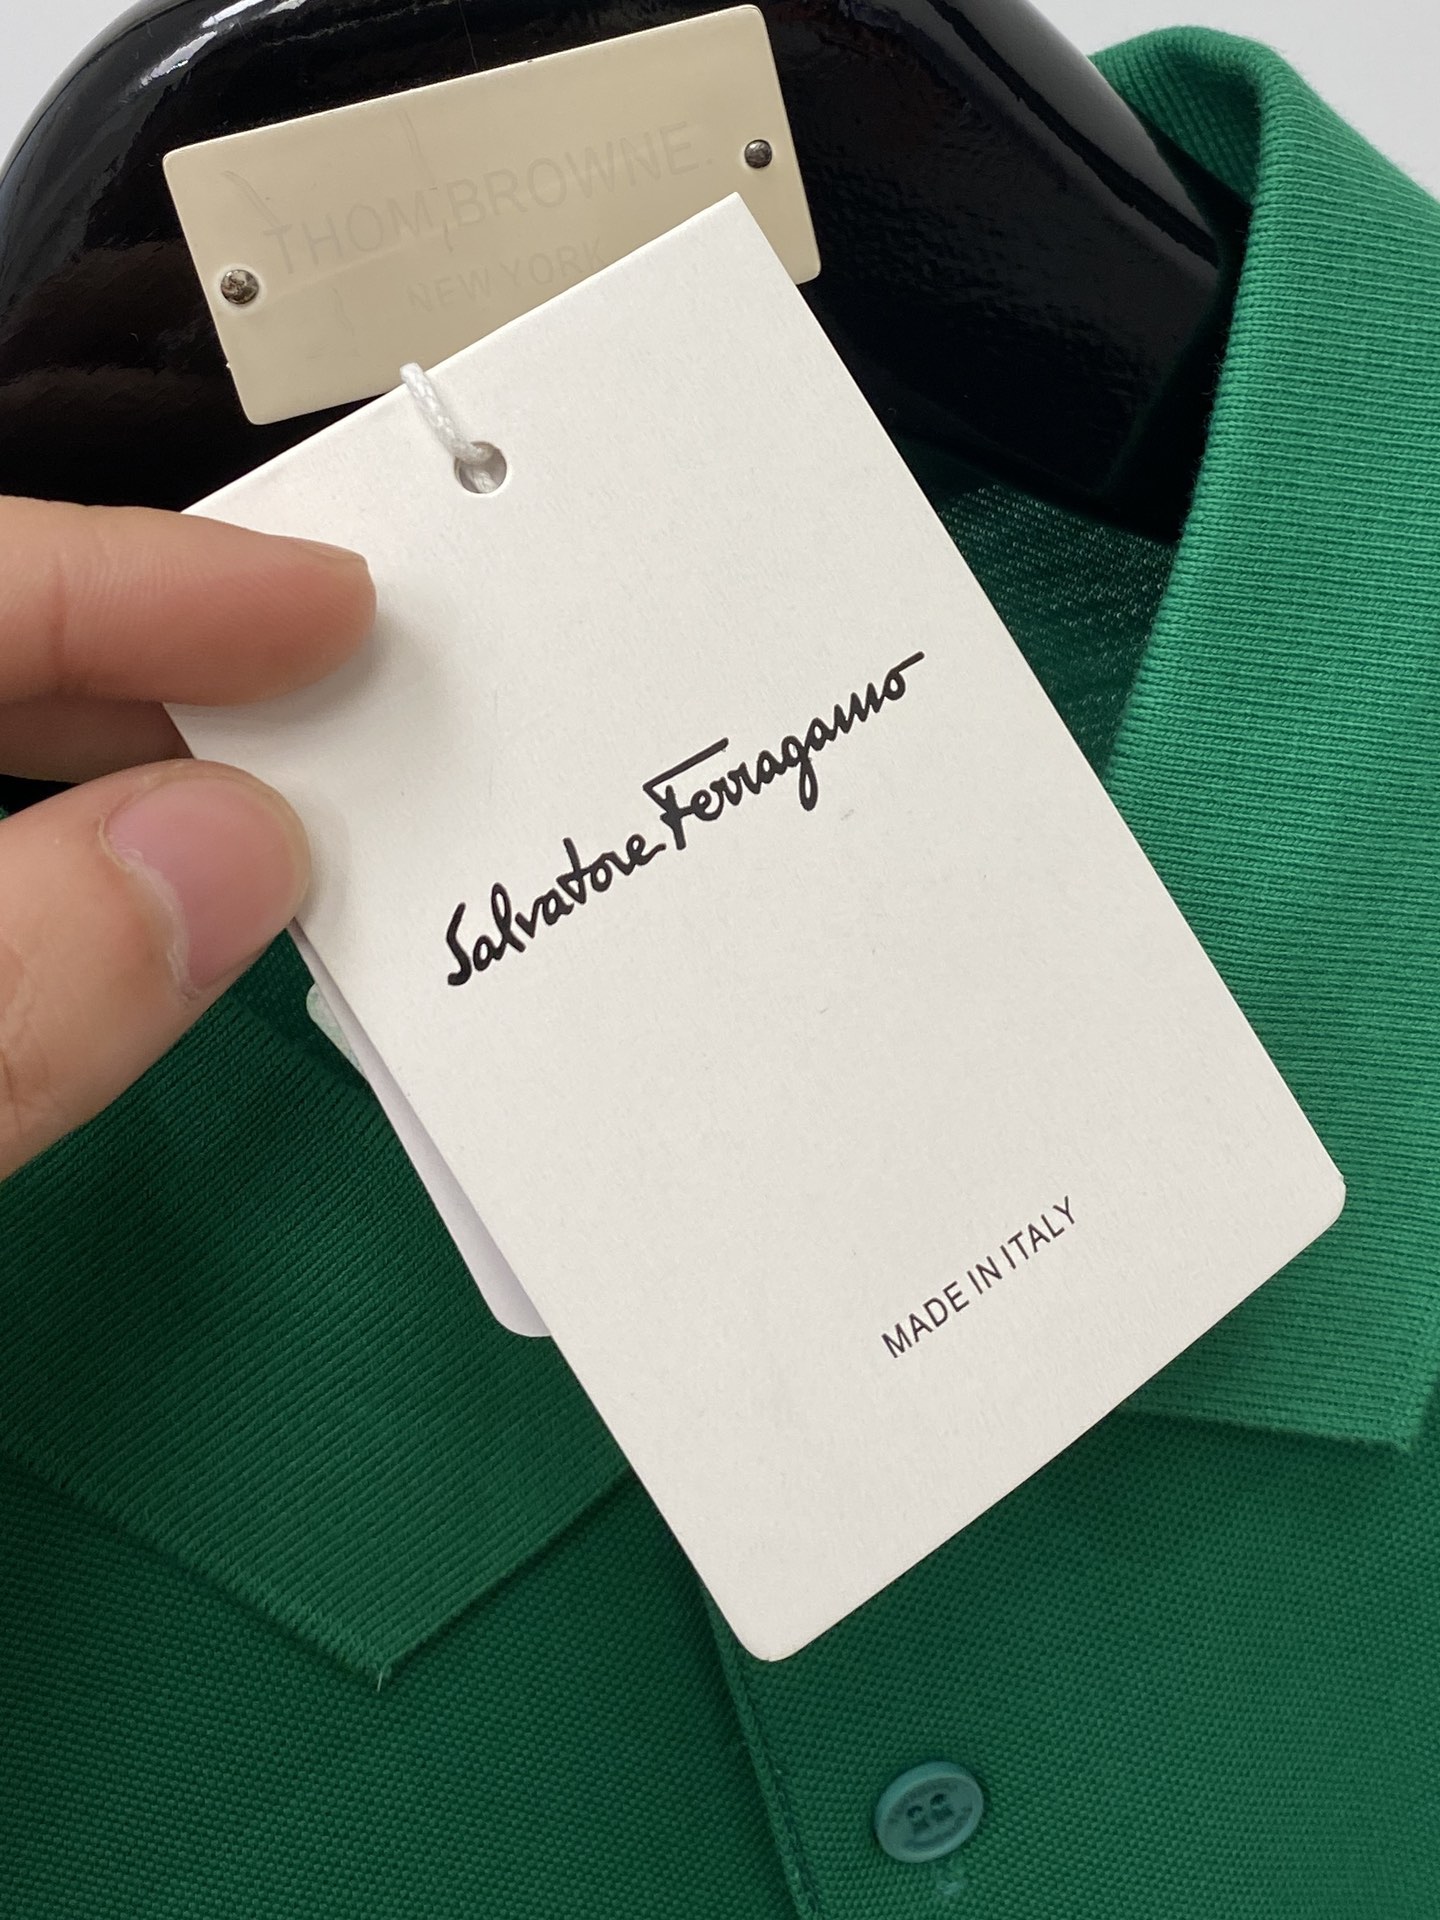 THOM BROWNE.
NEW YORK
Salvatore Ferragamo
MADE IN ITALY